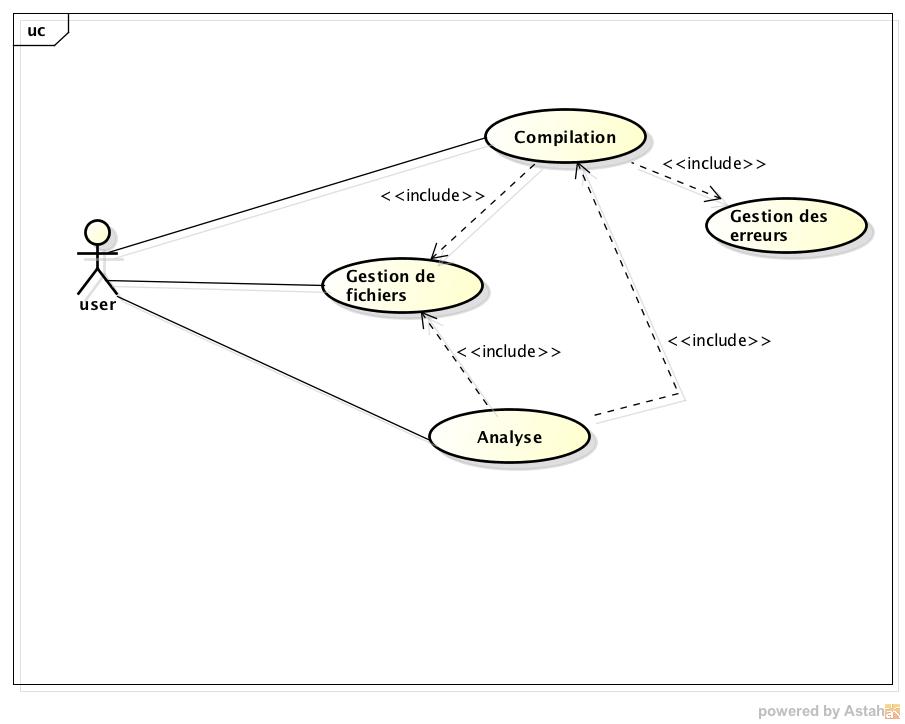 uc
Compilation
<<include>>
<<include>>
Gestion des
erreurs
Gestion de
fichiers
user
<<include>>
<<include>>
Analyse
powered by Astah